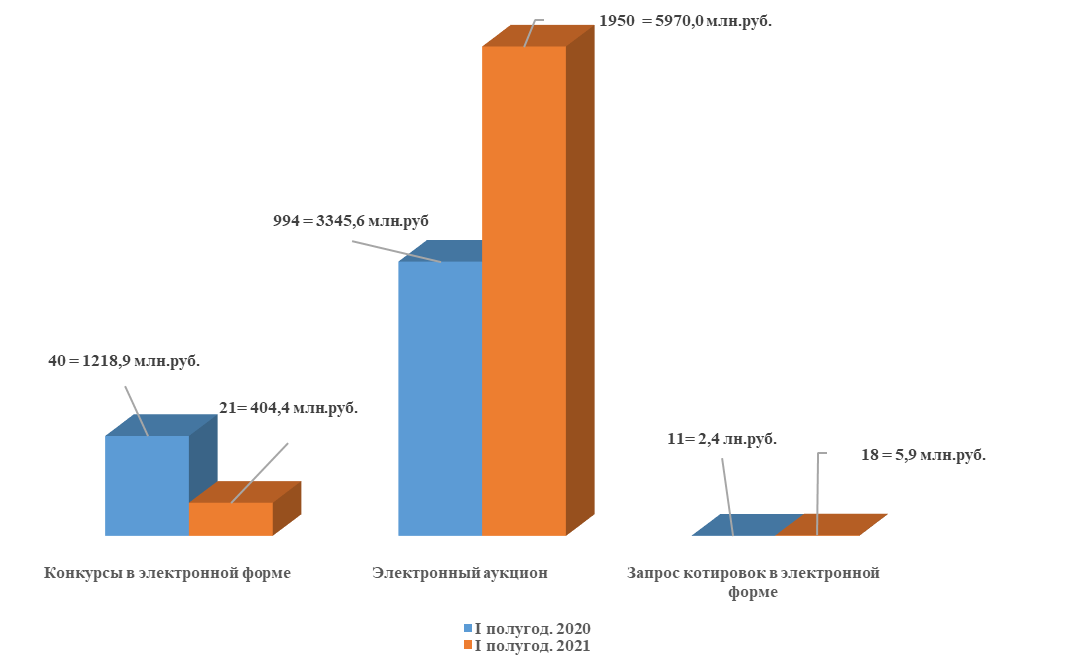 1950  = 5970,0 млн.руб.
994 = 3345,6 млн.руб
40 = 1218,9 млн.руб.
21= 404,4 млн.руб.
11= 2,4 лн.руб.
18 = 5,9 млн.руб.
Конкурсы в электронной форме
Электронный аукцион
Запрос котировок в электронной
форме
I полугод. 2020
I полугод. 2021